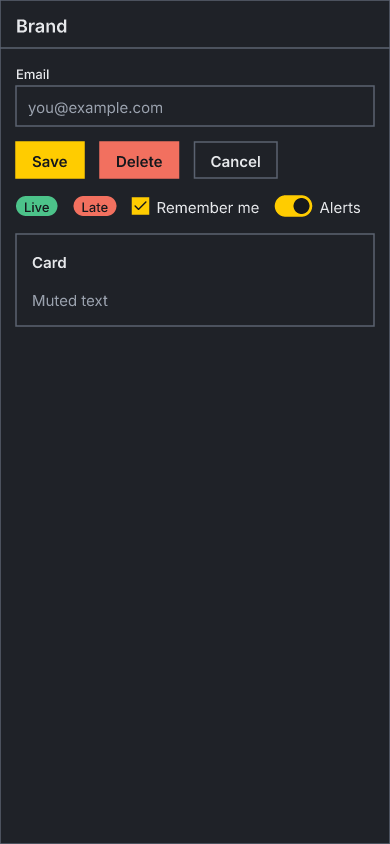 Brand
Email
you@example.com
Save Delete Cancel
Live Late Remember me Alerts
Card
Muted text